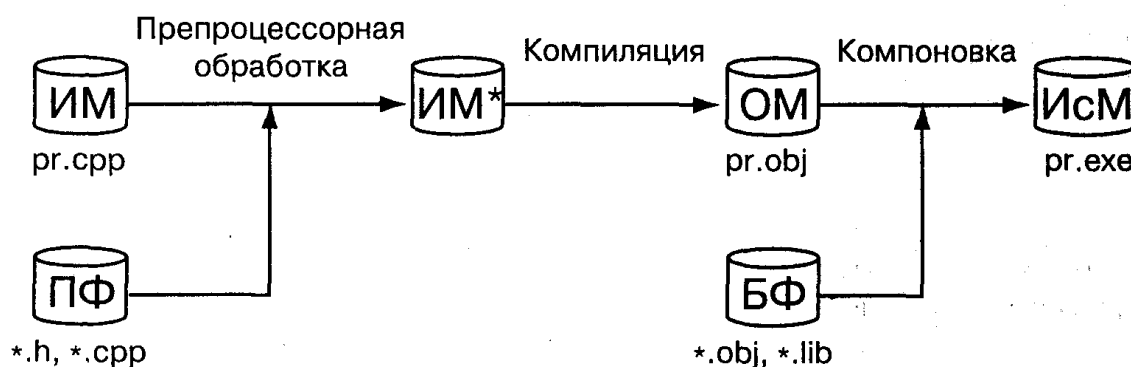 Препроцессорная
обработка
Компиляция
Компоновка
ИМ
ИМ*
ОМ
ИсМ
pr.cpp
pr.obj
pr.exe
ПФ
БФ
*.h, *.cpp
*.obj, *.lib